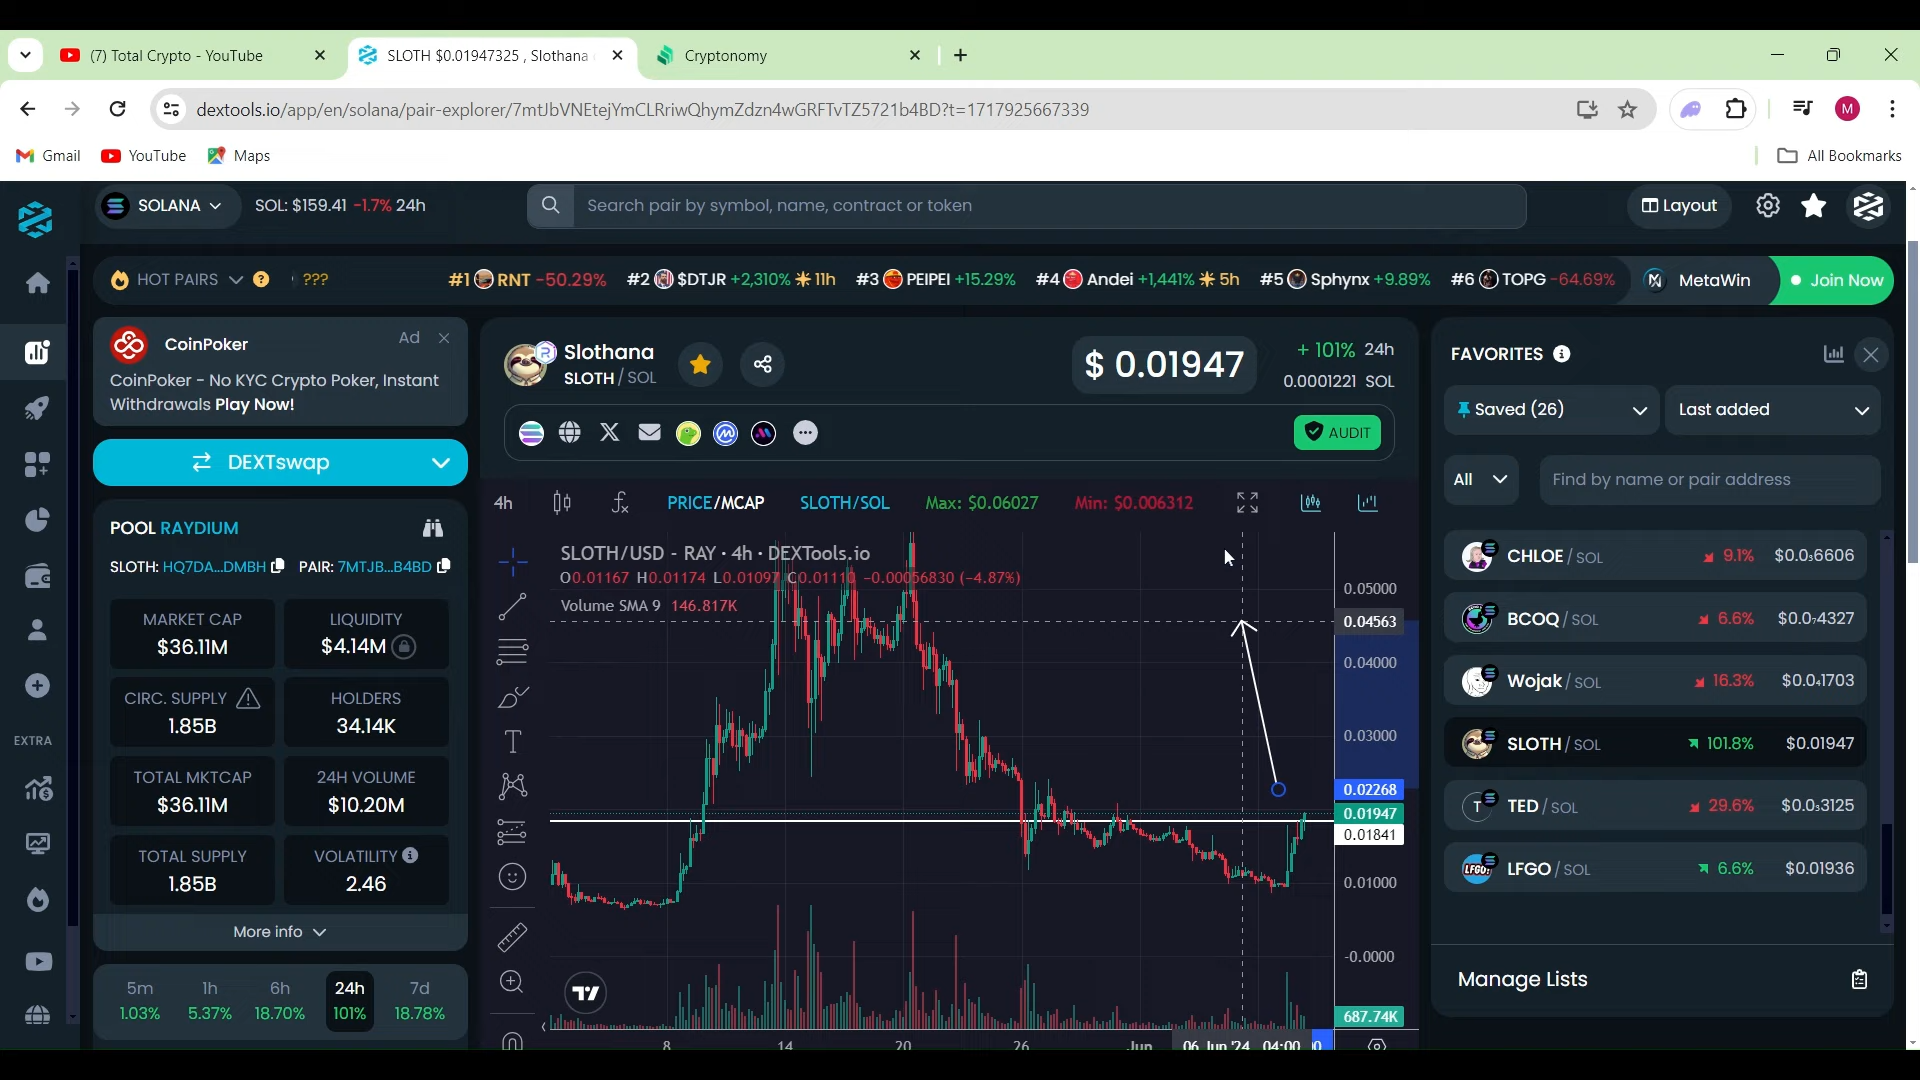 (7) Total Crypto - YouTube
SLOTH $0.01947325 , Slothana
Cryptonomy
dextools.io/app/en/solana/pair-explorer/7mtJbVNEtejYmCLRriwQhymZdzn4wGRFTvTZ5721b4BD?t=1717925667339
M
Gmail YouTube Maps All Bookmarks
SOLANA SOL: $159.41 -1.7% 24h Search pair by symbol, name, contract or token Layout
HOT PAIRS ? ??? #1 RNT -50.29% #2 $DTJR +2,310% 11h #3 PEIPEI +15.29% #4 Andei +1,441% 5h #5 Sphynx +9.89% #6 TOPG -64.69% MetaWin Join Now
CoinPoker Ad
CoinPoker - No KYC Crypto Poker, Instant
Withdrawals Play Now!
DEXTswap
POOL RAYDIUM
SLOTH: HQ7DA...DMBH PAIR: 7MTJB...B4BD
MARKET CAP
$36.11M
LIQUIDITY
$4.14M
CIRC. SUPPLY
1.85B
HOLDERS
34.14K
EXTRA
TOTAL MKTCAP
$36.11M
24H VOLUME
$10.20M
TOTAL SUPPLY
1.85B
VOLATILITY
2.46
More info
5m 1h 6h 24h 7d
1.03% 5.37% 18.70% 101% 18.78%
Slothana
SLOTH / SOL
$ 0.01947
+ 101% 24h
0.0001221 SOL
AUDIT
4h PRICE/MCAP SLOTH/SOL Max: $0.06027 Min: $0.006312
SLOTH/USD - RAY · 4h · DEXTools.io
O0.01167 H0.01174 L0.01097 C0.01110 -0.00056830 (-4.87%)
Volume SMA 9 146.817K
0.05000
0.04563
0.04000
0.03000
0.02268
0.01947
0.01841
0.01000
-0.0000
687.74K
8 14 20 26 Jun 06 Jun '24 04:00
FAVORITES
Saved (26) Last added
All Find by name or pair address
CHLOE / SOL 9.1% $0.0₃6606
BCOQ / SOL 6.6% $0.0₇4327
Wojak / SOL 16.3% $0.0₄1703
SLOTH / SOL 101.8% $0.01947
T TED / SOL 29.6% $0.0₃3125
LFGO! LFGO / SOL 6.6% $0.01936
Manage Lists